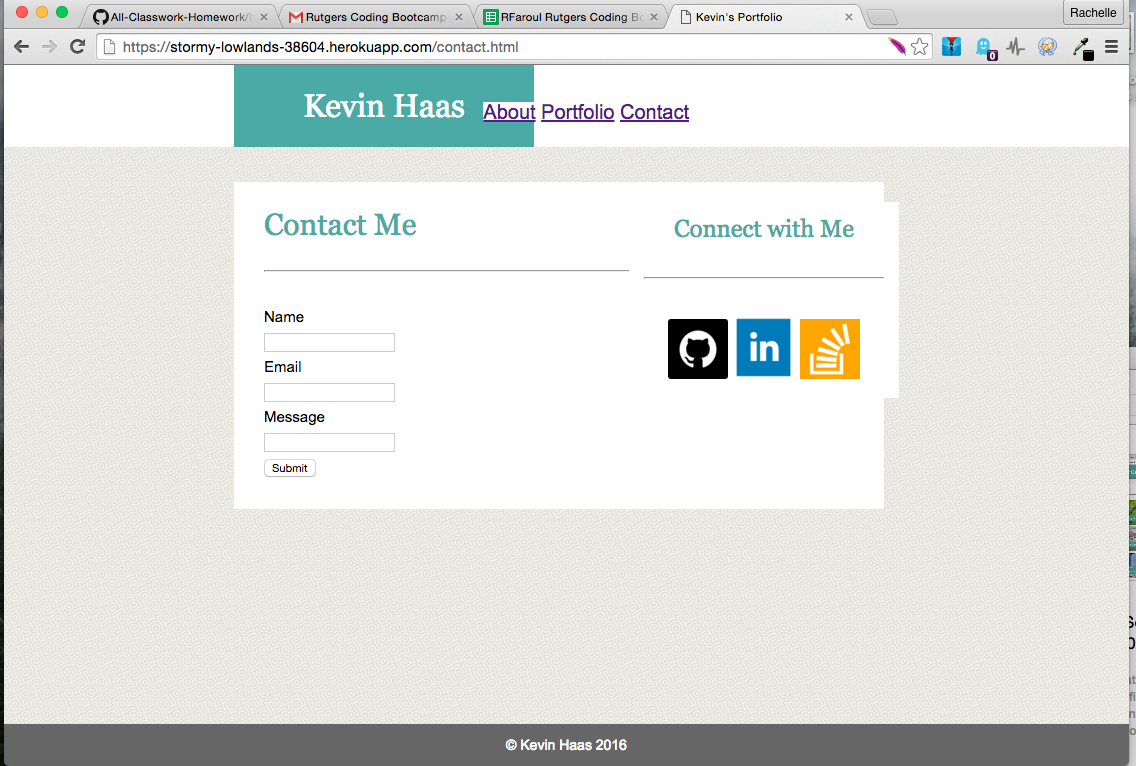 All-Classwork-Homework/
Rutgers Coding Bootcamp
RFaroul Rutgers Coding Bo
Kevin's Portfolio
Rachelle
https://stormy-lowlands-38604.herokuapp.com/contact.html
0
Kevin Haas
About Portfolio Contact
Contact Me
Connect with Me
Name
in
Email
Message
Submit
© Kevin Haas 2016